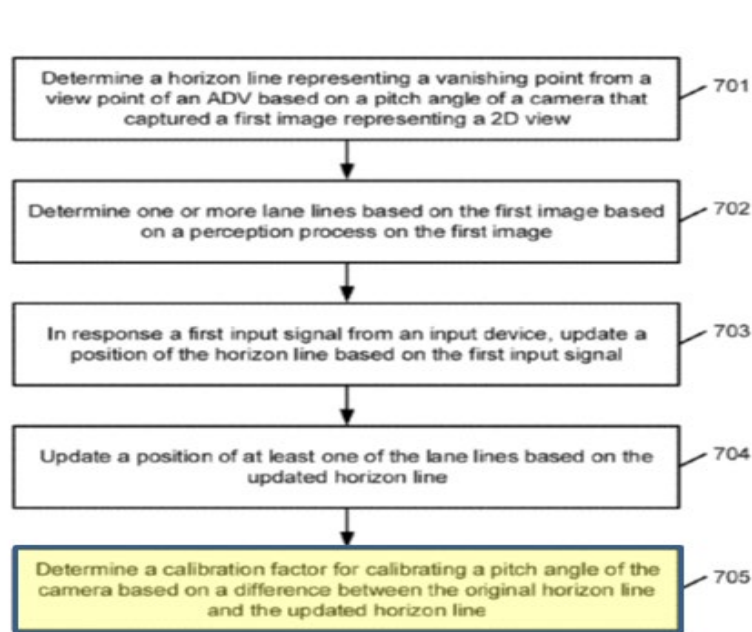 Determine a horizon line representing a vanishing point from a
view point of an ADV based on a pitch angle of a camera that
captured a first image representing a 2D view
701
Determine one or more lane lines based on the first image based
on a perception process on the first image
702
In response a first input signal from an input device, update a
position of the horizon line based on the first input signal
703
Update a position of at least one of the lane lines based on the
updated horizon line
704
Determine a calibration factor for calibrating a pitch angle of the
camera based on a difference between the original horizon line
and the updated horizon line
705